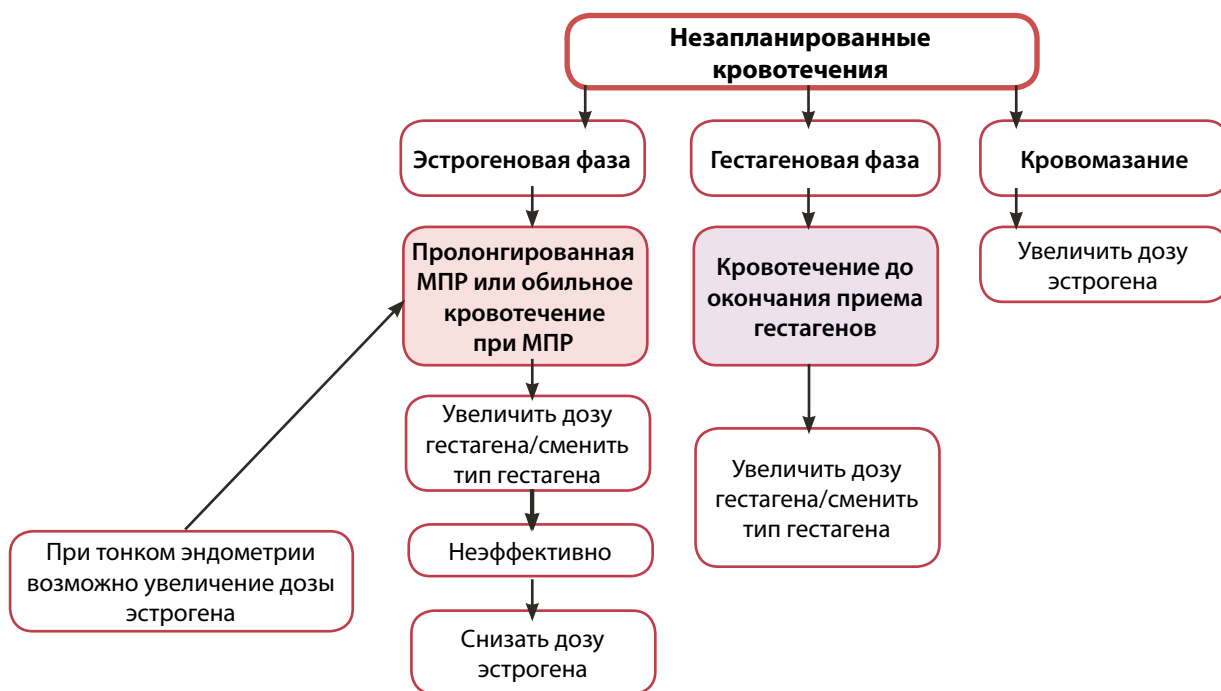 Незапланированные
кровотечения
Эстрогеновая фаза
Гестагеновая фаза
Кровомазание
Пролонгированная
МПР или обильное
кровотечение
при МПР
Кровотечение до
окончания приема
гестагенов
Увеличить дозу
эстрогена
Увеличить дозу
гестагена/сменить
тип гестагена
Увеличить дозу
гестагена/сменить
тип гестагена
При тонком эндометрии
возможно увеличение дозы
эстрогена
Неэффективно
Снизать дозу
эстрогена